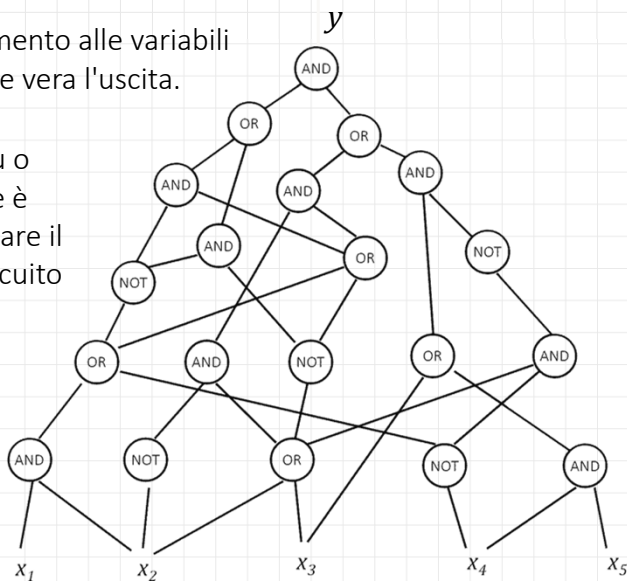 y
mento alle variabili
e vera l'uscita.
u o
e è
are il
cuito
AND
OR
OR
AND
AND
AND
AND
OR
NOT
NOT
OR
AND
NOT
OR
AND
AND
NOT
OR
NOT
AND
x1
x2
x3
x4
x5